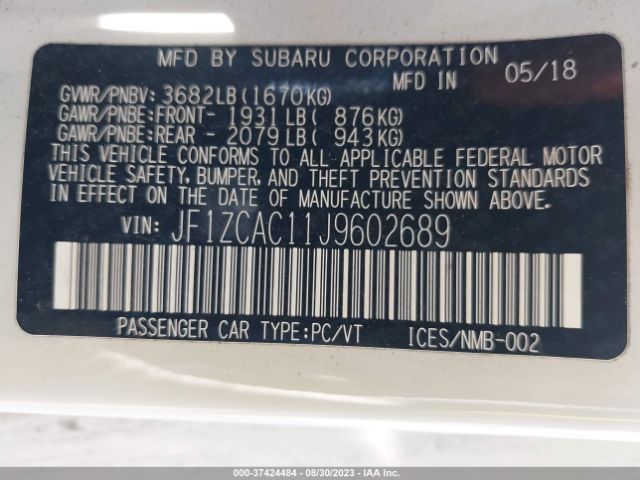 MFD BY SUBARU CORPORATION
MFD IN 05/18
GVWR/PNBV: 3682LB(1670KG)
GAWR/PNBE:FRONT- 1931LB( 876KG)
GAWR/PNBE:REAR - 2079LB( 943KG)
THIS VEHICLE CONFORMS TO ALL APPLICABLE FEDERAL MOTOR
VEHICLE SAFETY, BUMPER, AND THEFT PREVENTION STANDARDS
IN EFFECT ON THE DATE OF MANUFACTURE SHOWN ABOVE.
VIN: JF1ZCAC11J9602689
PASSENGER CAR TYPE:PC/VT ICES/NMB-002
000-37424484 - 08/30/2023 - IAA Inc.